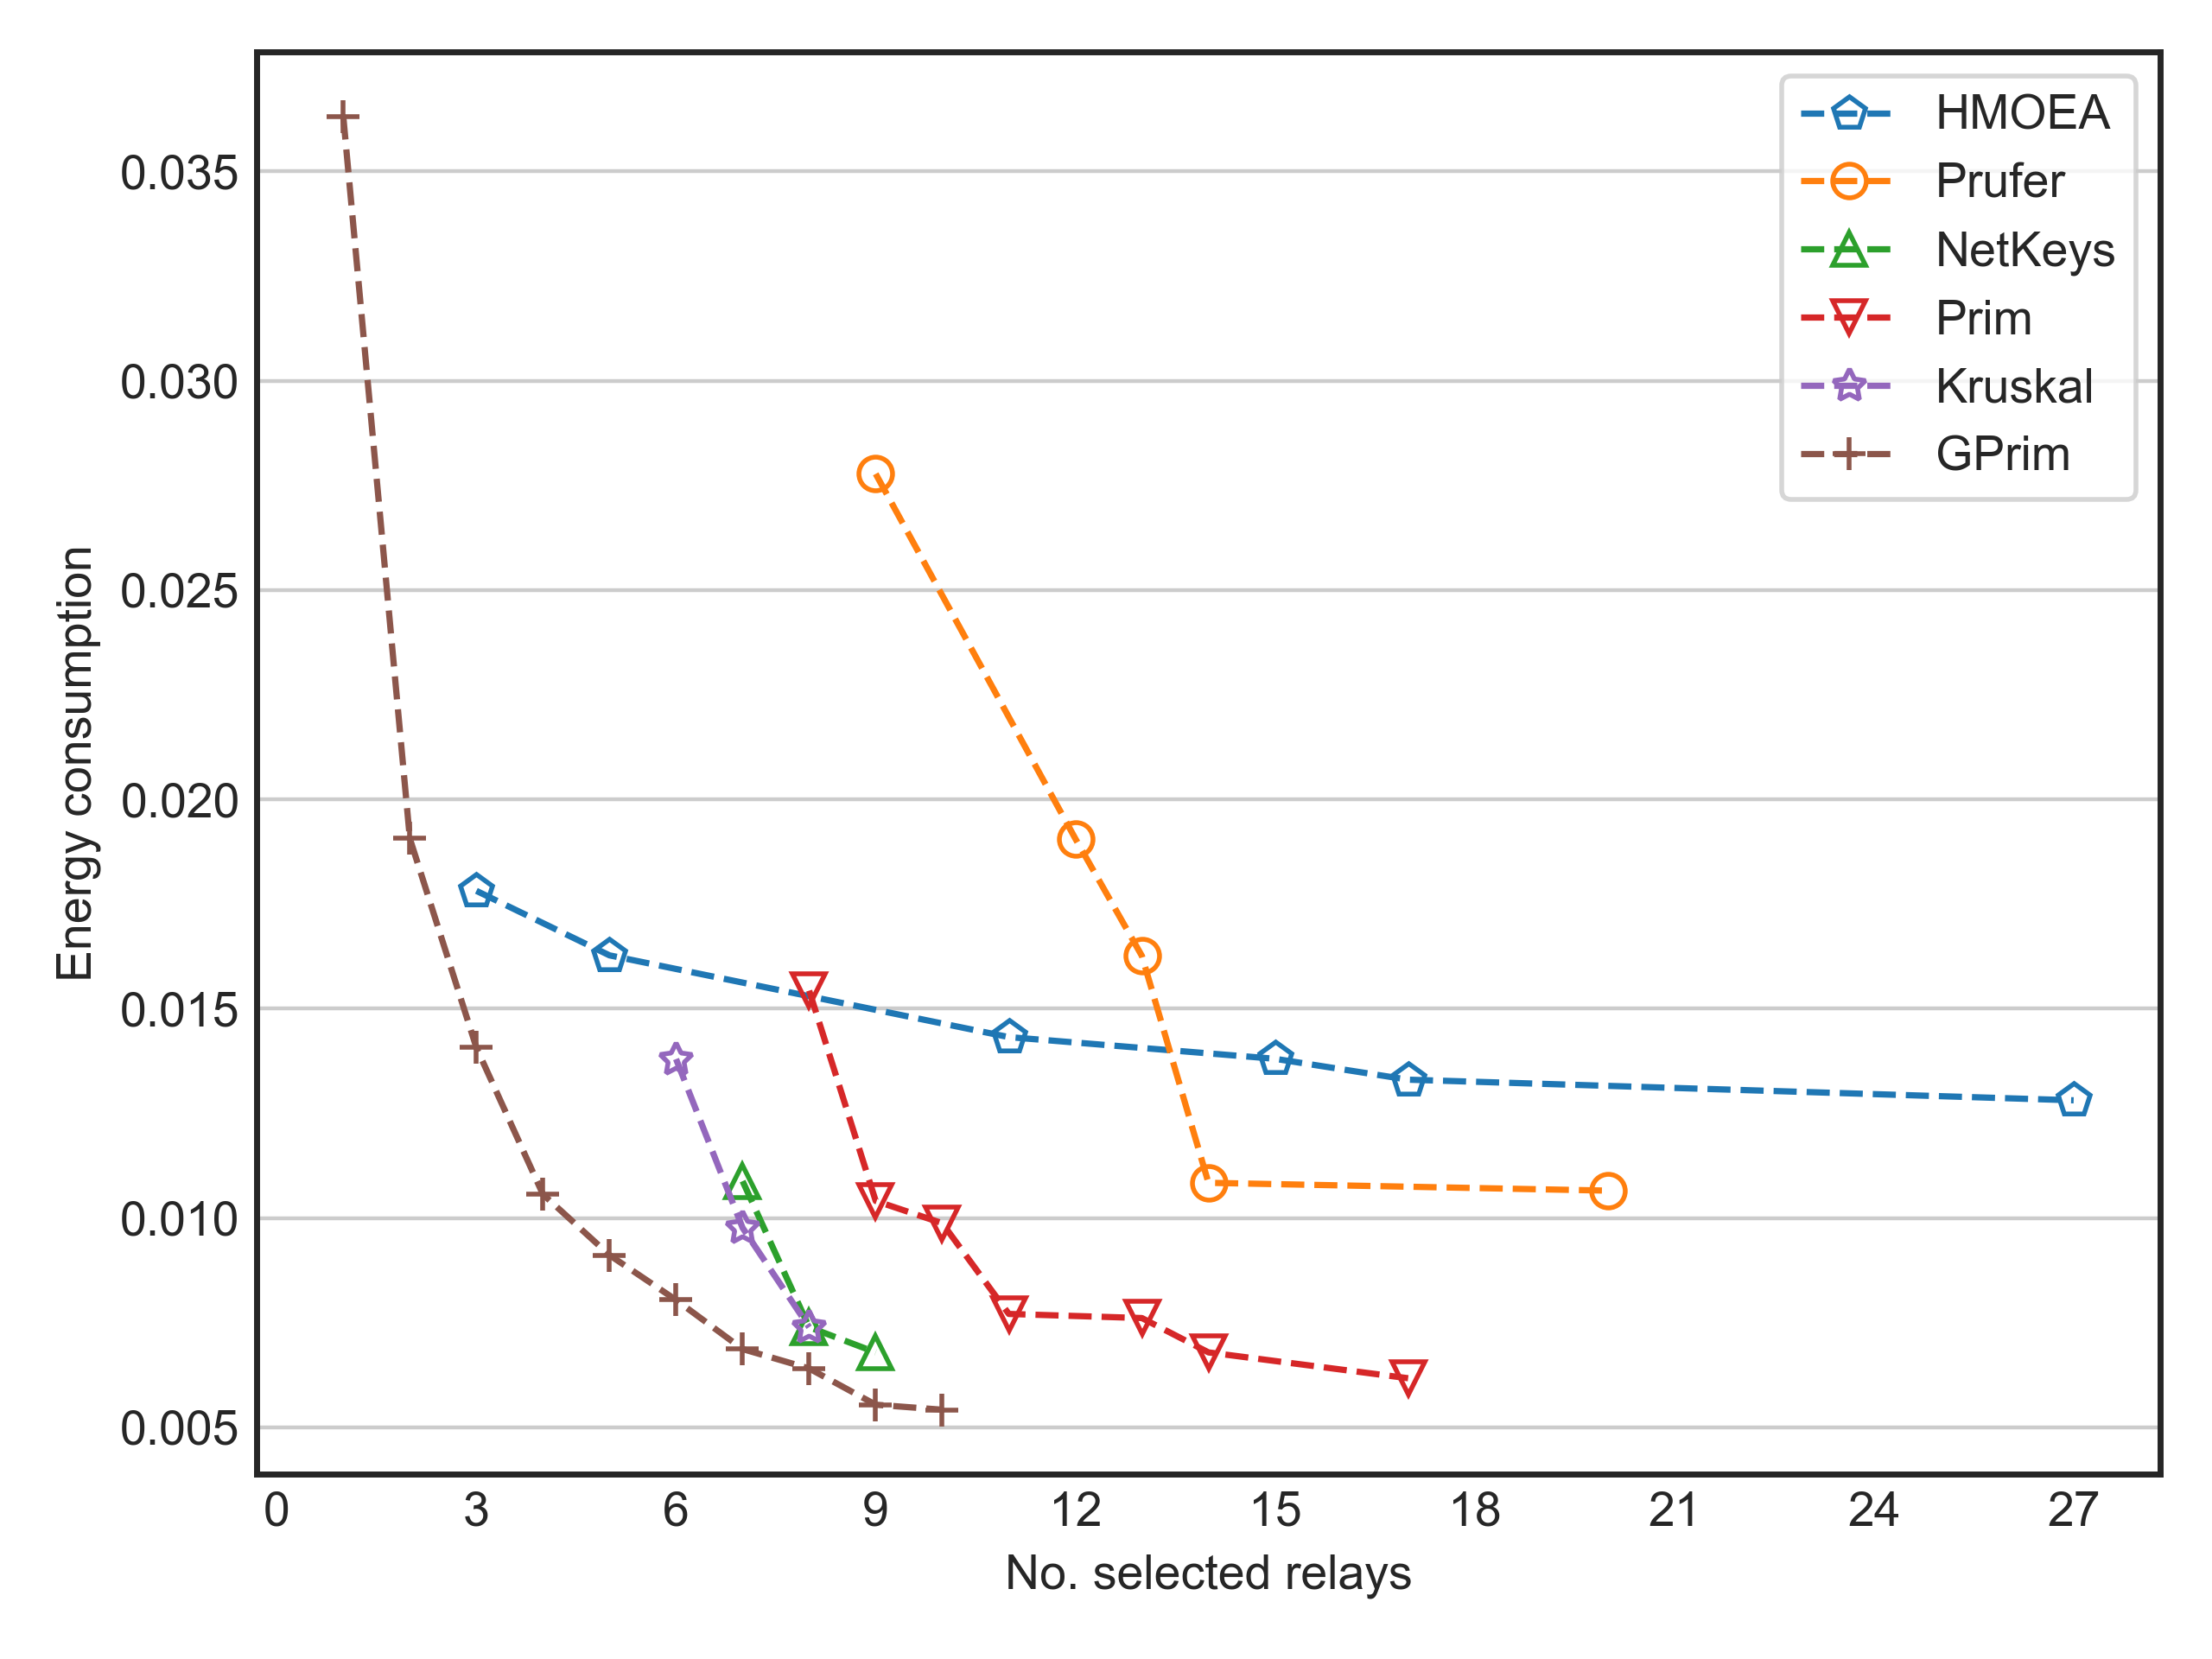 HMOEA
Prufer
NetKeys
Prim
Kruskal
GPrim
Energy consumption
0.035
0.030
0.025
0.020
0.015
0.010
0.005
0 3 6 9 12 15 18 21 24 27
No. selected relays